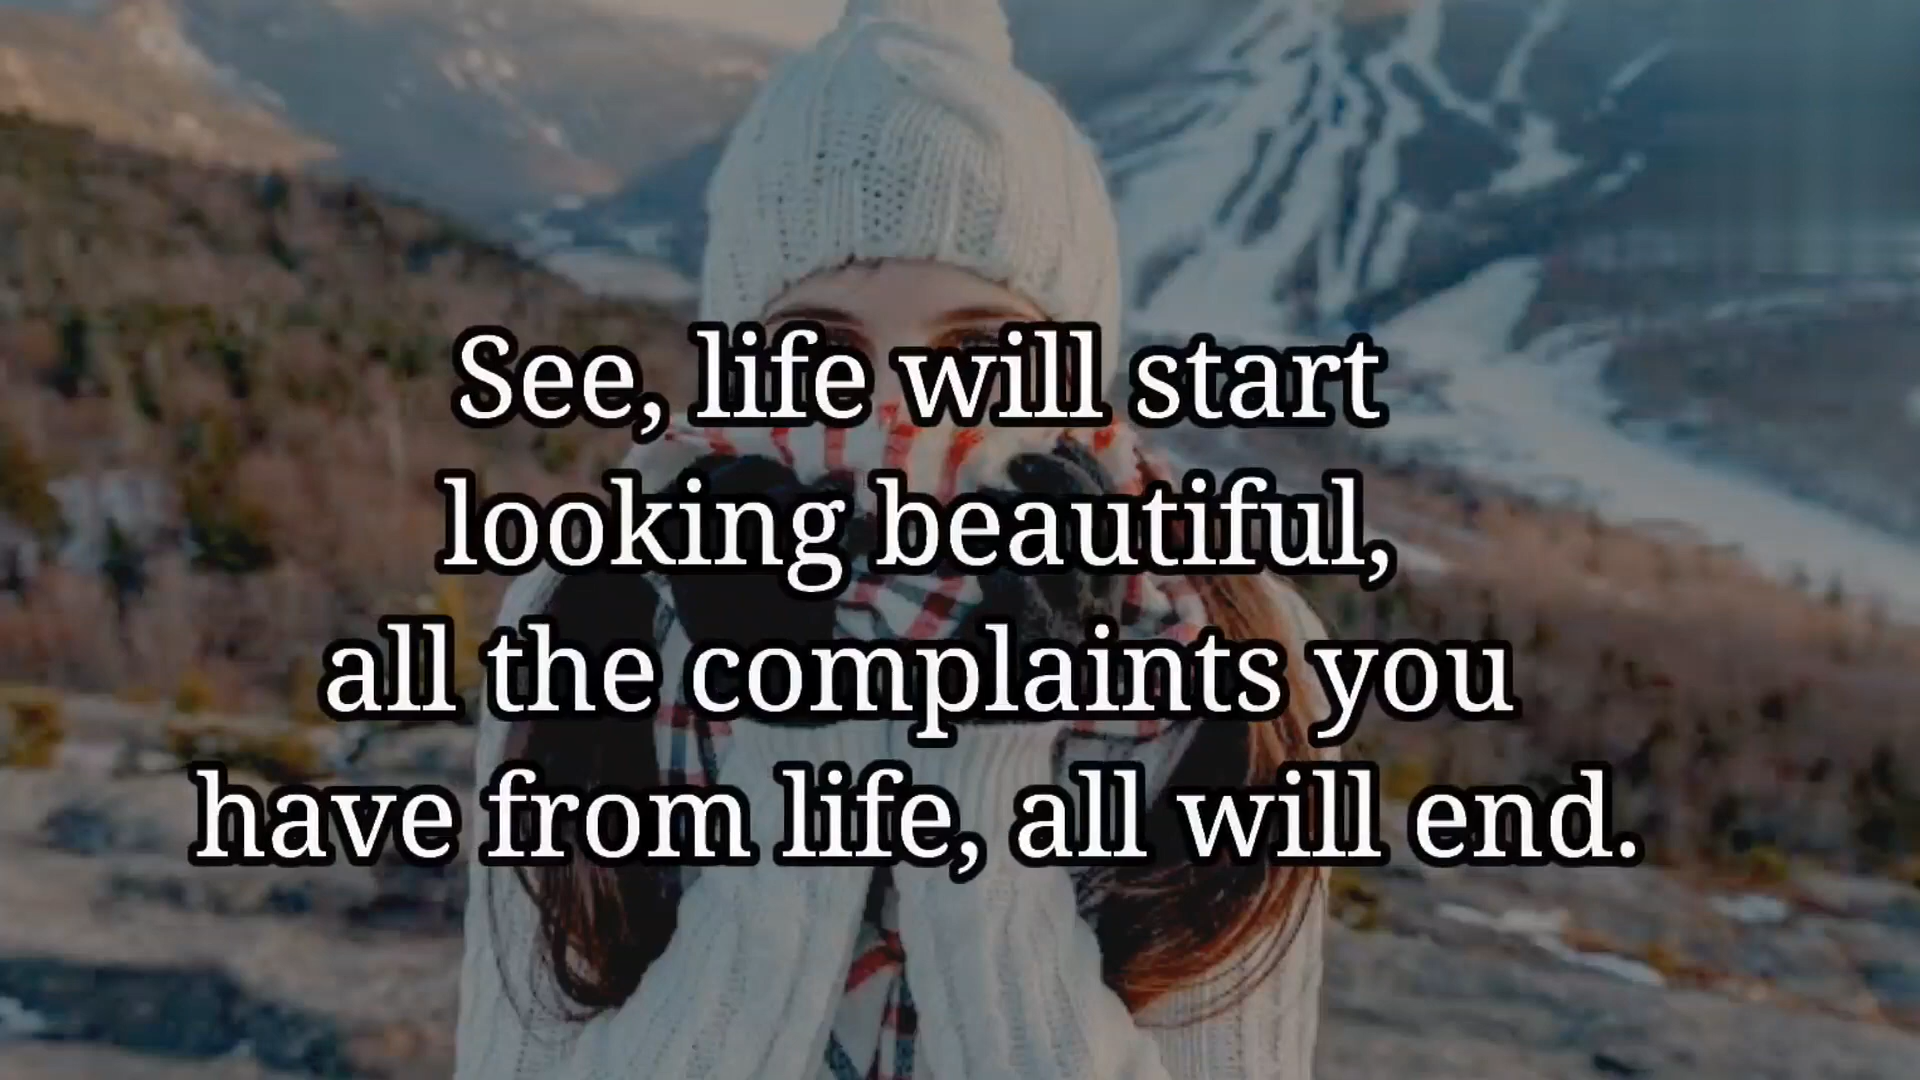 See, life will start
looking beautiful,
all the complaints you
have from life, all will end.